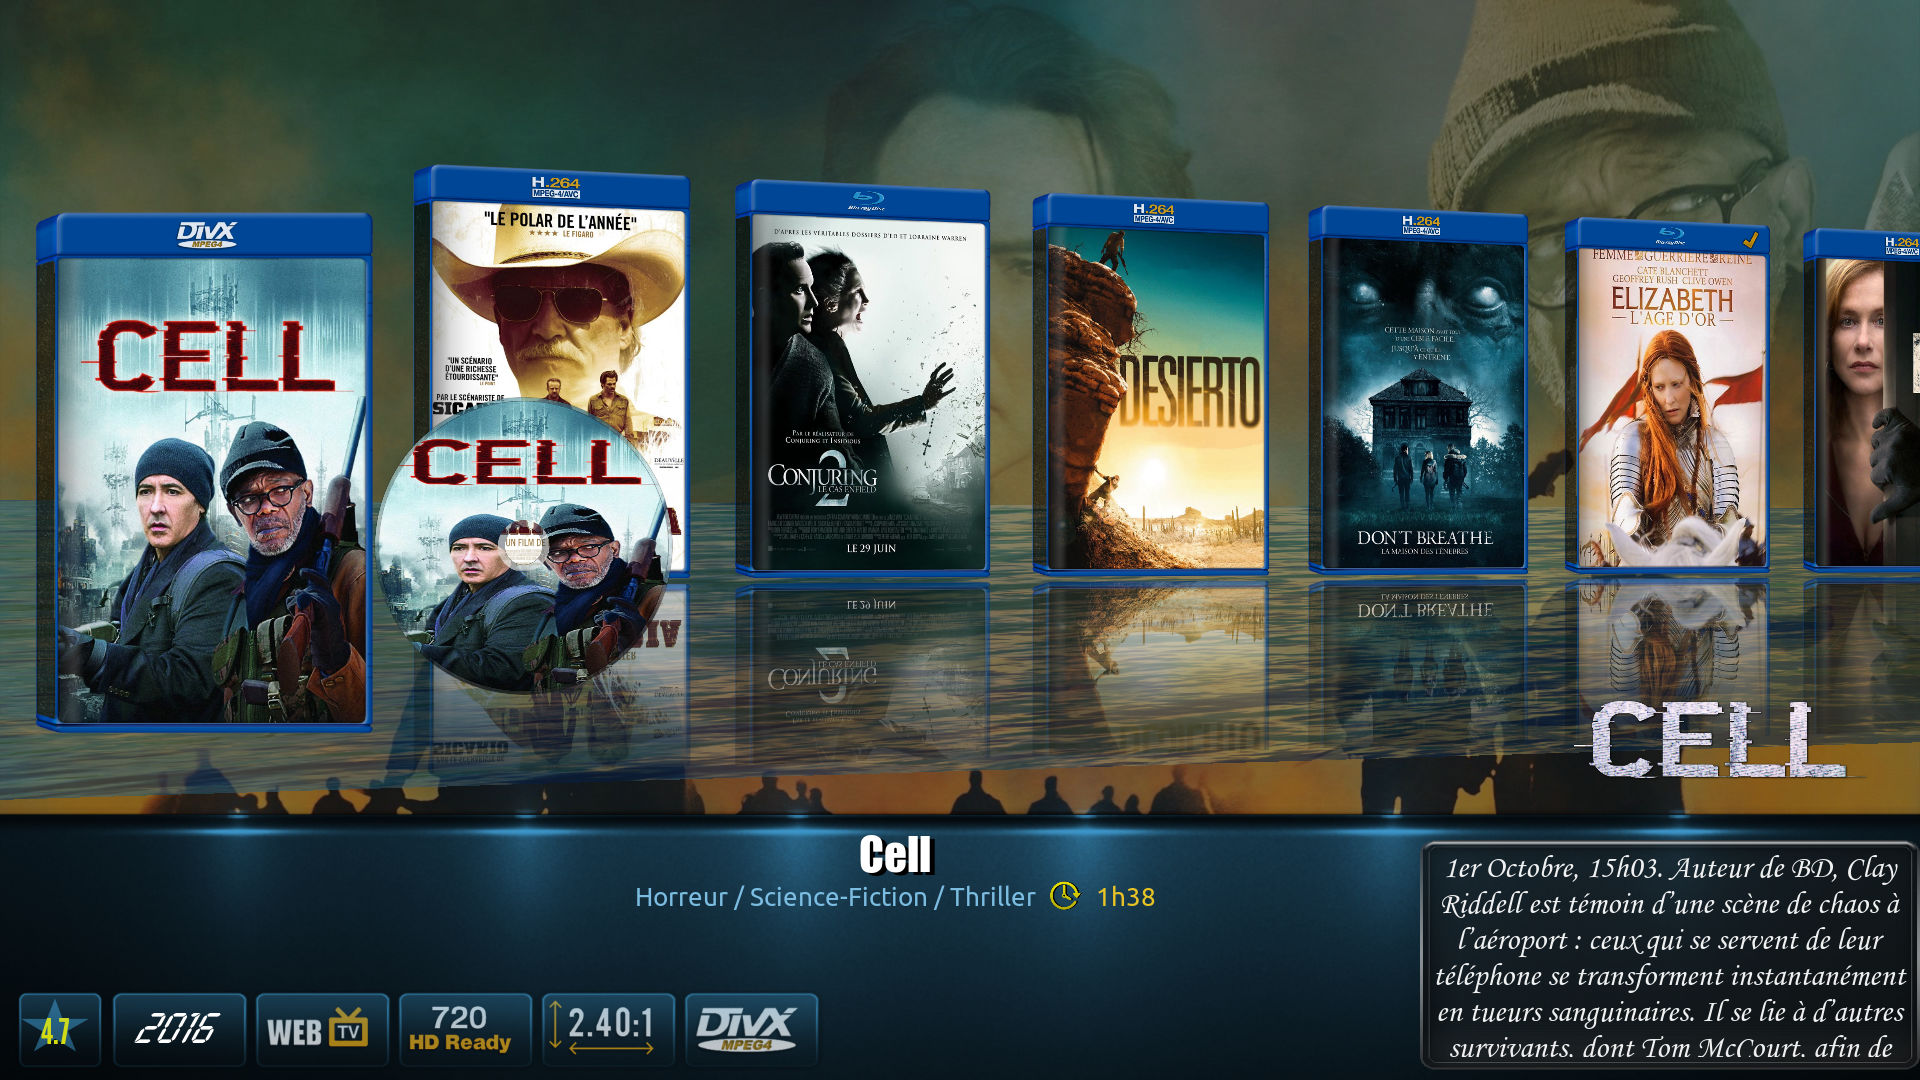 DivX
MPEG4
CELL
H.264
MPEG-4/AVC
"LE POLAR DE L'ANNÉE"
★★★★ LE FIGARO
"UN SCÉNARIO
D'UNE RICHESSE
ÉTOURDISSANTE"
LE POINT
PAR LE SCÉNARISTE DE
CELL
UN FILM DE
DEAUVILLE
Blu-ray Disc
D'APRÈS LES VÉRITABLES DOSSIERS D'ED ET LORRAINE WARREN
PAR LE RÉALISATEUR DE
CONJURING ET INSIDIOUS
CONJURING 2
LE CAS ENFIELD
LE 29 JUIN
H.264
MPEG-4/AVC
DESIERTO
H.264
MPEG-4/AVC
CETTE MAISON AVAIT TOUT
D'UNE CIBLE FACILE.
JUSQU'À CE QU'ILS
Y ENTRENT
DON'T BREATHE
LA MAISON DES TÉNÈBRES
Blu-ray Disc
FEMME GUERRIÈRE REINE
CATE BLANCHETT
GEOFFREY RUSH CLIVE OWEN
ELIZABETH
L'ÂGE D'OR
H.264
MPEG-4/AVC
CELL
Cell
Horreur / Science-Fiction / Thriller 1h38
1er Octobre, 15h03. Auteur de BD, Clay
Riddell est témoin d'une scène de chaos à
l'aéroport : ceux qui se servent de leur
téléphone se transforment instantanément
en tueurs sanguinaires. Il se lie à d'autres
survivants. dont Tom McCourt. afin de
4.7
2016
WEB TV
720
HD Ready
2.40:1
DivX
MPEG4